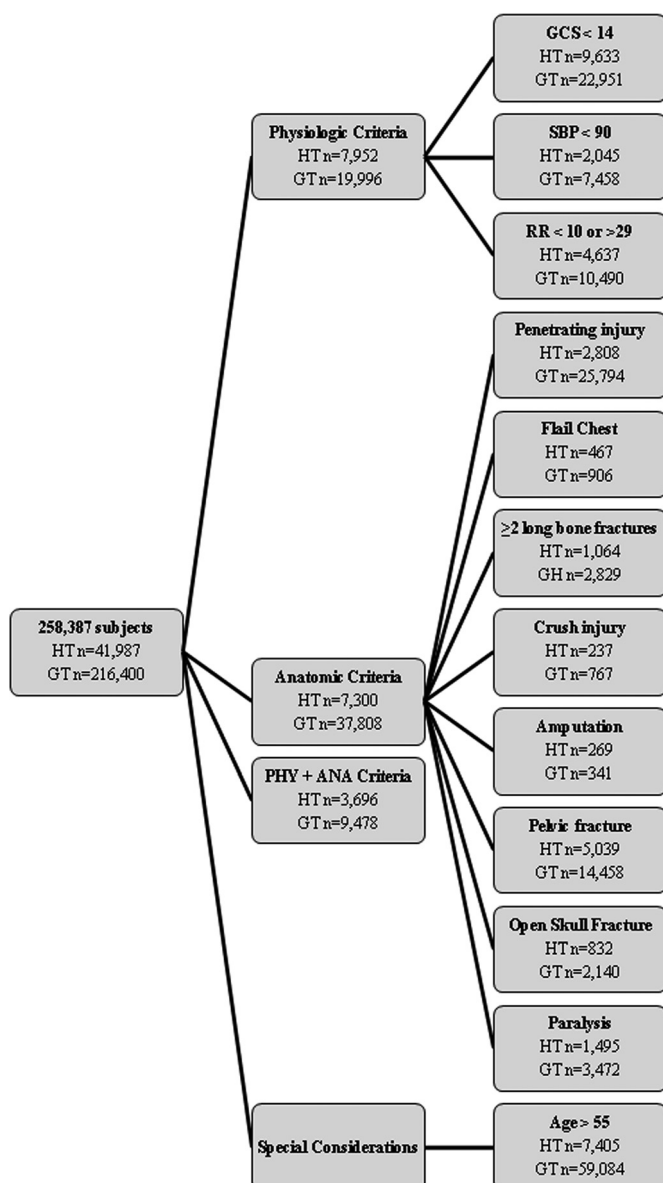 GCS < 14
HT n=9,633
GT n=22,951
Physiologic Criteria
HT n=7,952
GT n=19,996
SBP < 90
HT n=2,045
GT n=7,458
RR < 10 or >29
HT n=4,637
GT n=10,490
Penetrating injury
HT n=2,808
GT n=25,794
Flail Chest
HT n=467
GT n=906
≥2 long bone fractures
HT n=1,064
GH n=2,829
258,387 subjects
HT n=41,987
GT n=216,400
Crush injury
HT n=237
GT n=767
Anatomic Criteria
HT n=7,300
GT n=37,808
Amputation
HT n=269
GT n=341
PHY + ANA Criteria
HT n=3,696
GT n=9,478
Pelvic fracture
HT n=5,039
GT n=14,458
Open Skull Fracture
HT n=832
GT n=2,140
Paralysis
HT n=1,495
GT n=3,472
Special Considerations
Age > 55
HT n=7,405
GT n=59,084